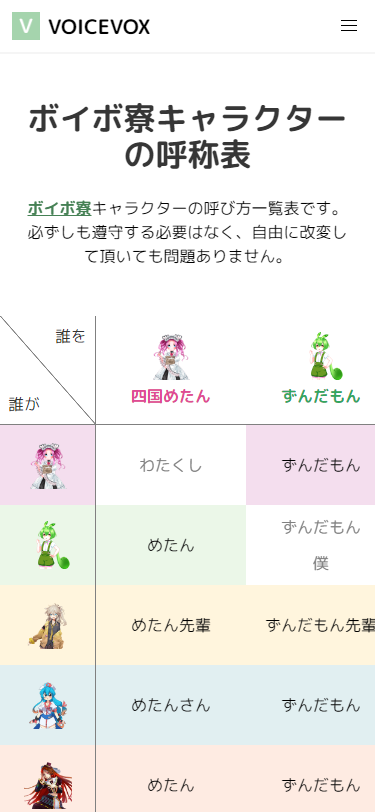 V VOICEVOX
ボイボ寮キャラクター
の呼称表
ボイボ寮キャラクターの呼び方一覧表です。
必ずしも遵守する必要はなく、自由に改変し
て頂いても問題ありません。
誰を
誰が
四国めたん ずんだもん
わたくし ずんだもん
めたん ずんだもん
僕
めたん先輩 ずんだもん先輩
めたんさん ずんだもん
めたん ずんだもん